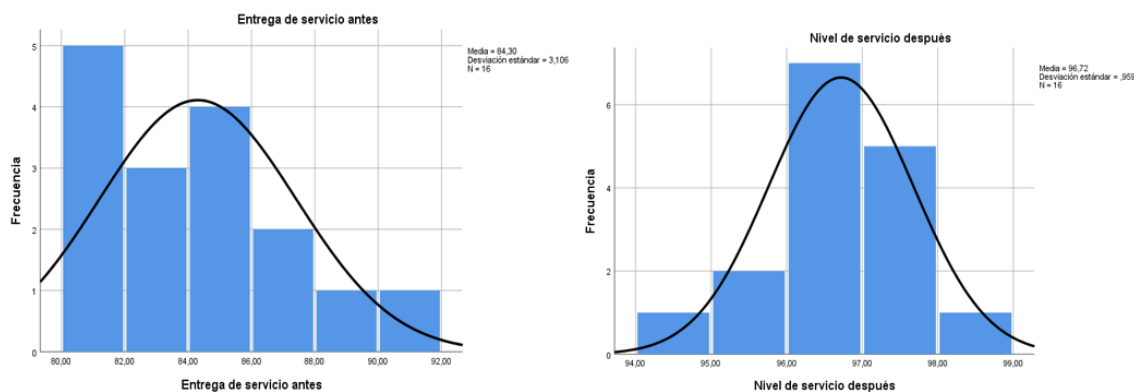 Entrega de servicio antes
Media = 84,30
Desviación estándar = 3,106
N = 16
Frecuencia
5
4
3
2
1
0
80,00 82,00 84,00 86,00 88,00 90,00 92,00
Entrega de servicio antes
Nivel de servicio después
Media = 96,72
Desviación estándar = ,959
N = 16
Frecuencia
6
4
2
0
94,00 95,00 96,00 97,00 98,00 99,00
Nivel de servicio después